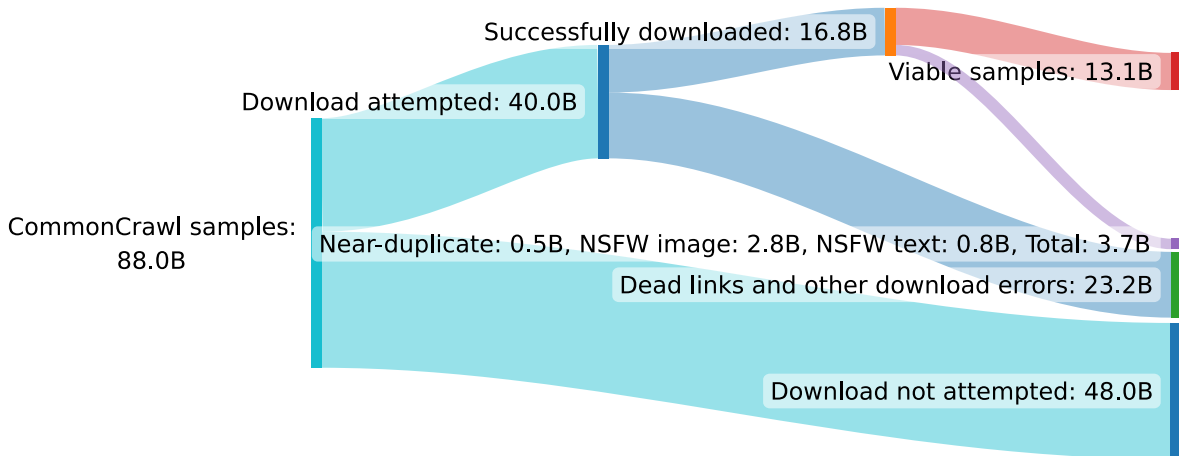 Successfully downloaded: 16.8B
Viable samples: 13.1B
Download attempted: 40.0B
CommonCrawl samples:
88.0B
Near-duplicate: 0.5B, NSFW image: 2.8B, NSFW text: 0.8B, Total: 3.7B
Dead links and other download errors: 23.2B
Download not attempted: 48.0B